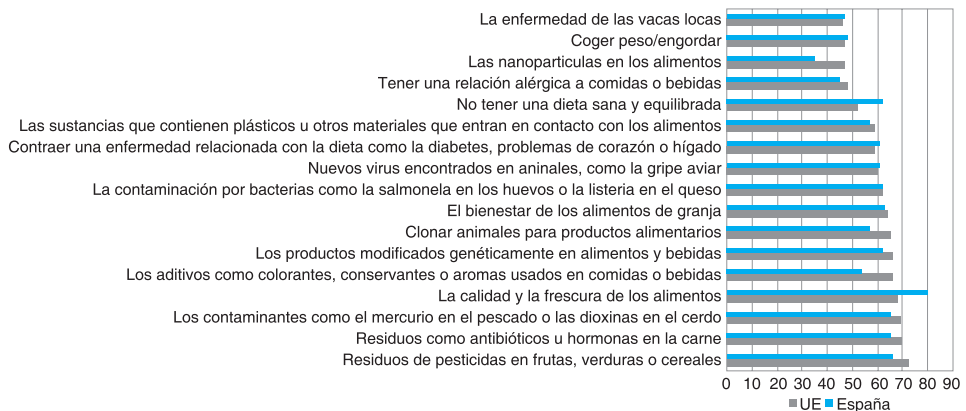 La enfermedad de las vacas locas
Coger peso/engordar
Las nanoparticulas en los alimentos
Tener una relación alérgica a comidas o bebidas
No tener una dieta sana y equilibrada
Las sustancias que contienen plásticos u otros materiales que entran en contacto con los alimentos
Contraer una enfermedad relacionada con la dieta como la diabetes, problemas de corazón o hígado
Nuevos virus encontrados en aninales, como la gripe aviar
La contaminación por bacterias como la salmonela en los huevos o la listeria en el queso
El bienestar de los alimentos de granja
Clonar animales para productos alimentarios
Los productos modificados genéticamente en alimentos y bebidas
Los aditivos como colorantes, conservantes o aromas usados en comidas o bebidas
La calidad y la frescura de los alimentos
Los contaminantes como el mercurio en el pescado o las dioxinas en el cerdo
Residuos como antibióticos u hormonas en la carne
Residuos de pesticidas en frutas, verduras o cereales
0 10 20 30 40 50 60 70 80 90
UE España